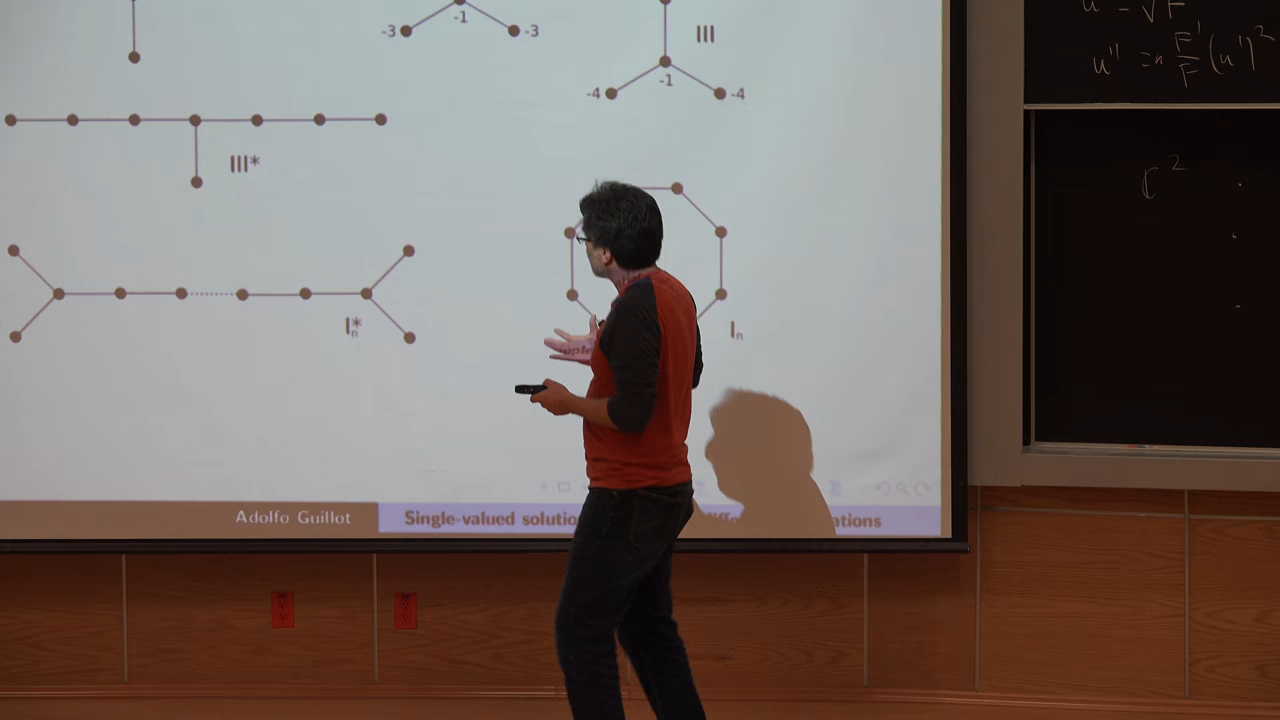 -3
-1
-3
III
-1
-4
-4
III*
I*n
In
Adolfo Guillot
Single-valued solutio
ations
u = √F
u'' = n F'/F (u')²